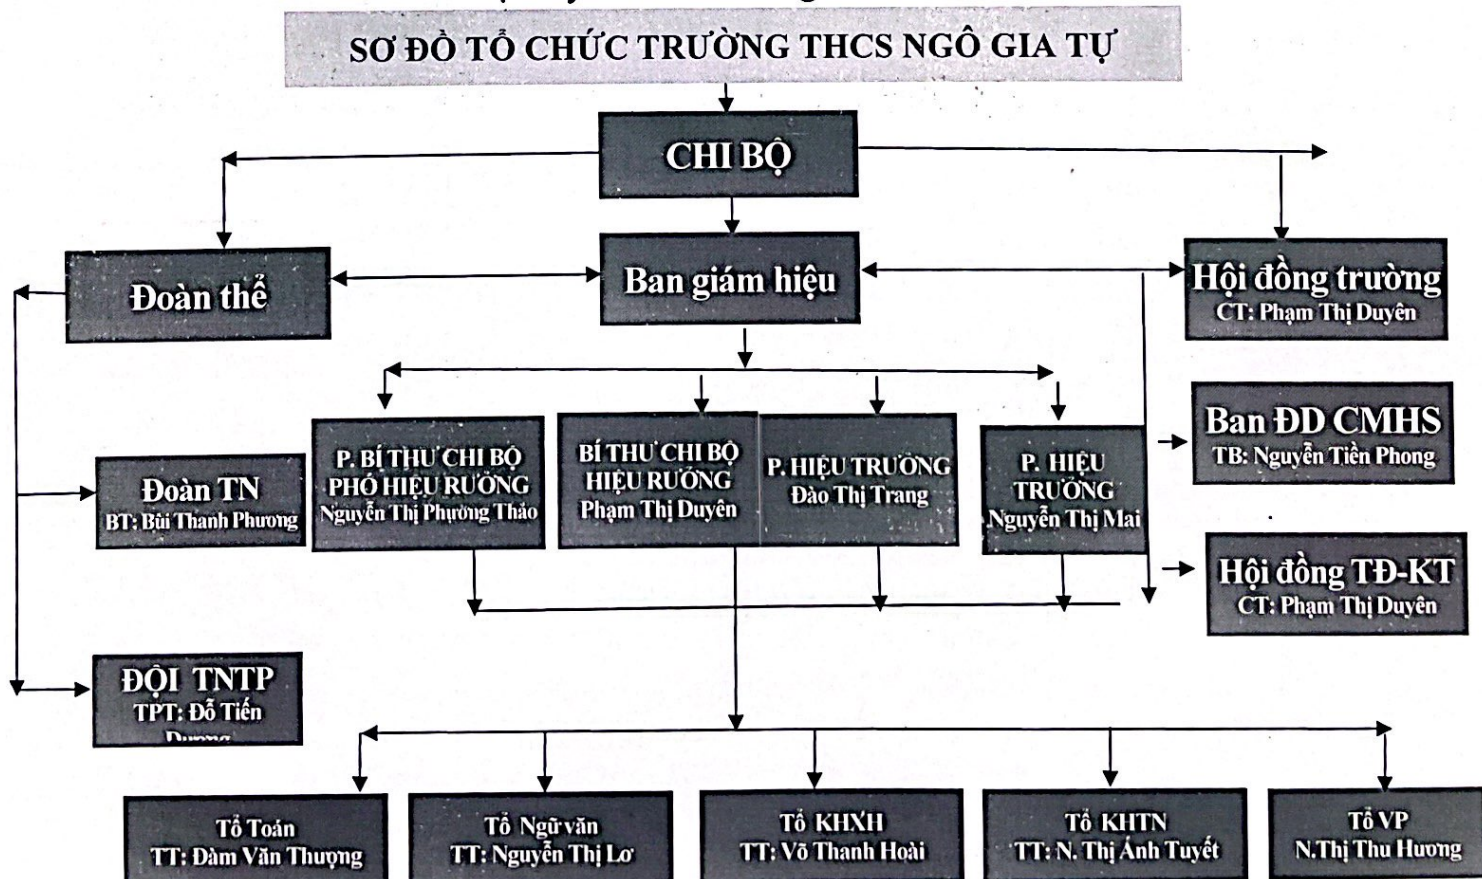 SƠ ĐỒ TỔ CHỨC TRƯỜNG THCS NGÔ GIA TỰ
CHI BỘ
Đoàn thể
Ban giám hiệu
Hội đồng trường
CT: Phạm Thị Duyên
Ban ĐD CMHS
TB: Nguyễn Tiền Phong
Đoàn TN
BT: Bùi Thanh Phương
P. BÍ THƯ CHI BỘ
PHÓ HIỆU RƯỞNG
Nguyễn Thị Phường Thảo
BÍ THƯ CHI BỘ
HIỆU RƯỞNG
Phạm Thị Duyên
P. HIỆU TRƯỞNG
Đào Thị Trang
P. HIỆU
TRƯỞNG
Nguyễn Thị Mai
Hội đồng TĐ-KT
CT: Phạm Thị Duyên
ĐỘI TNTP
TPT: Đỗ Tiến
Tổ Toán
TT: Đàm Văn Thượng
Tổ Ngữ văn
TT: Nguyễn Thị Lơ
Tổ KHXH
TT: Võ Thanh Hoài
Tổ KHTN
TT: N. Thị Ánh Tuyết
Tổ VP
N.Thị Thu Hương